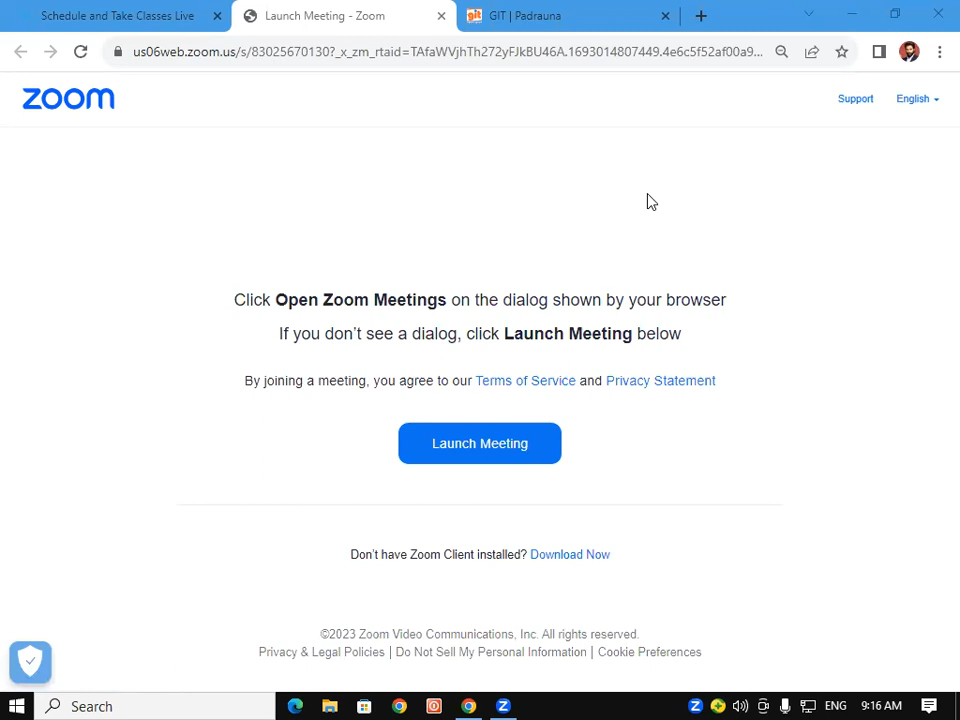 Schedule and Take Classes Live
Launch Meeting - Zoom
git
GIT | Padrauna
us06web.zoom.us/s/83025670130?_x_zm_rtaid=TAfaWVjhTh272yFJkBU46A.1693014807449.4e6c5f52af00a9...
zoom
Support
English
Click Open Zoom Meetings on the dialog shown by your browser
If you don’t see a dialog, click Launch Meeting below
By joining a meeting, you agree to our Terms of Service and Privacy Statement
Launch Meeting
Don’t have Zoom Client installed? Download Now
©2023 Zoom Video Communications, Inc. All rights reserved.
Privacy & Legal Policies | Do Not Sell My Personal Information | Cookie Preferences
Search
ENG
9:16 AM